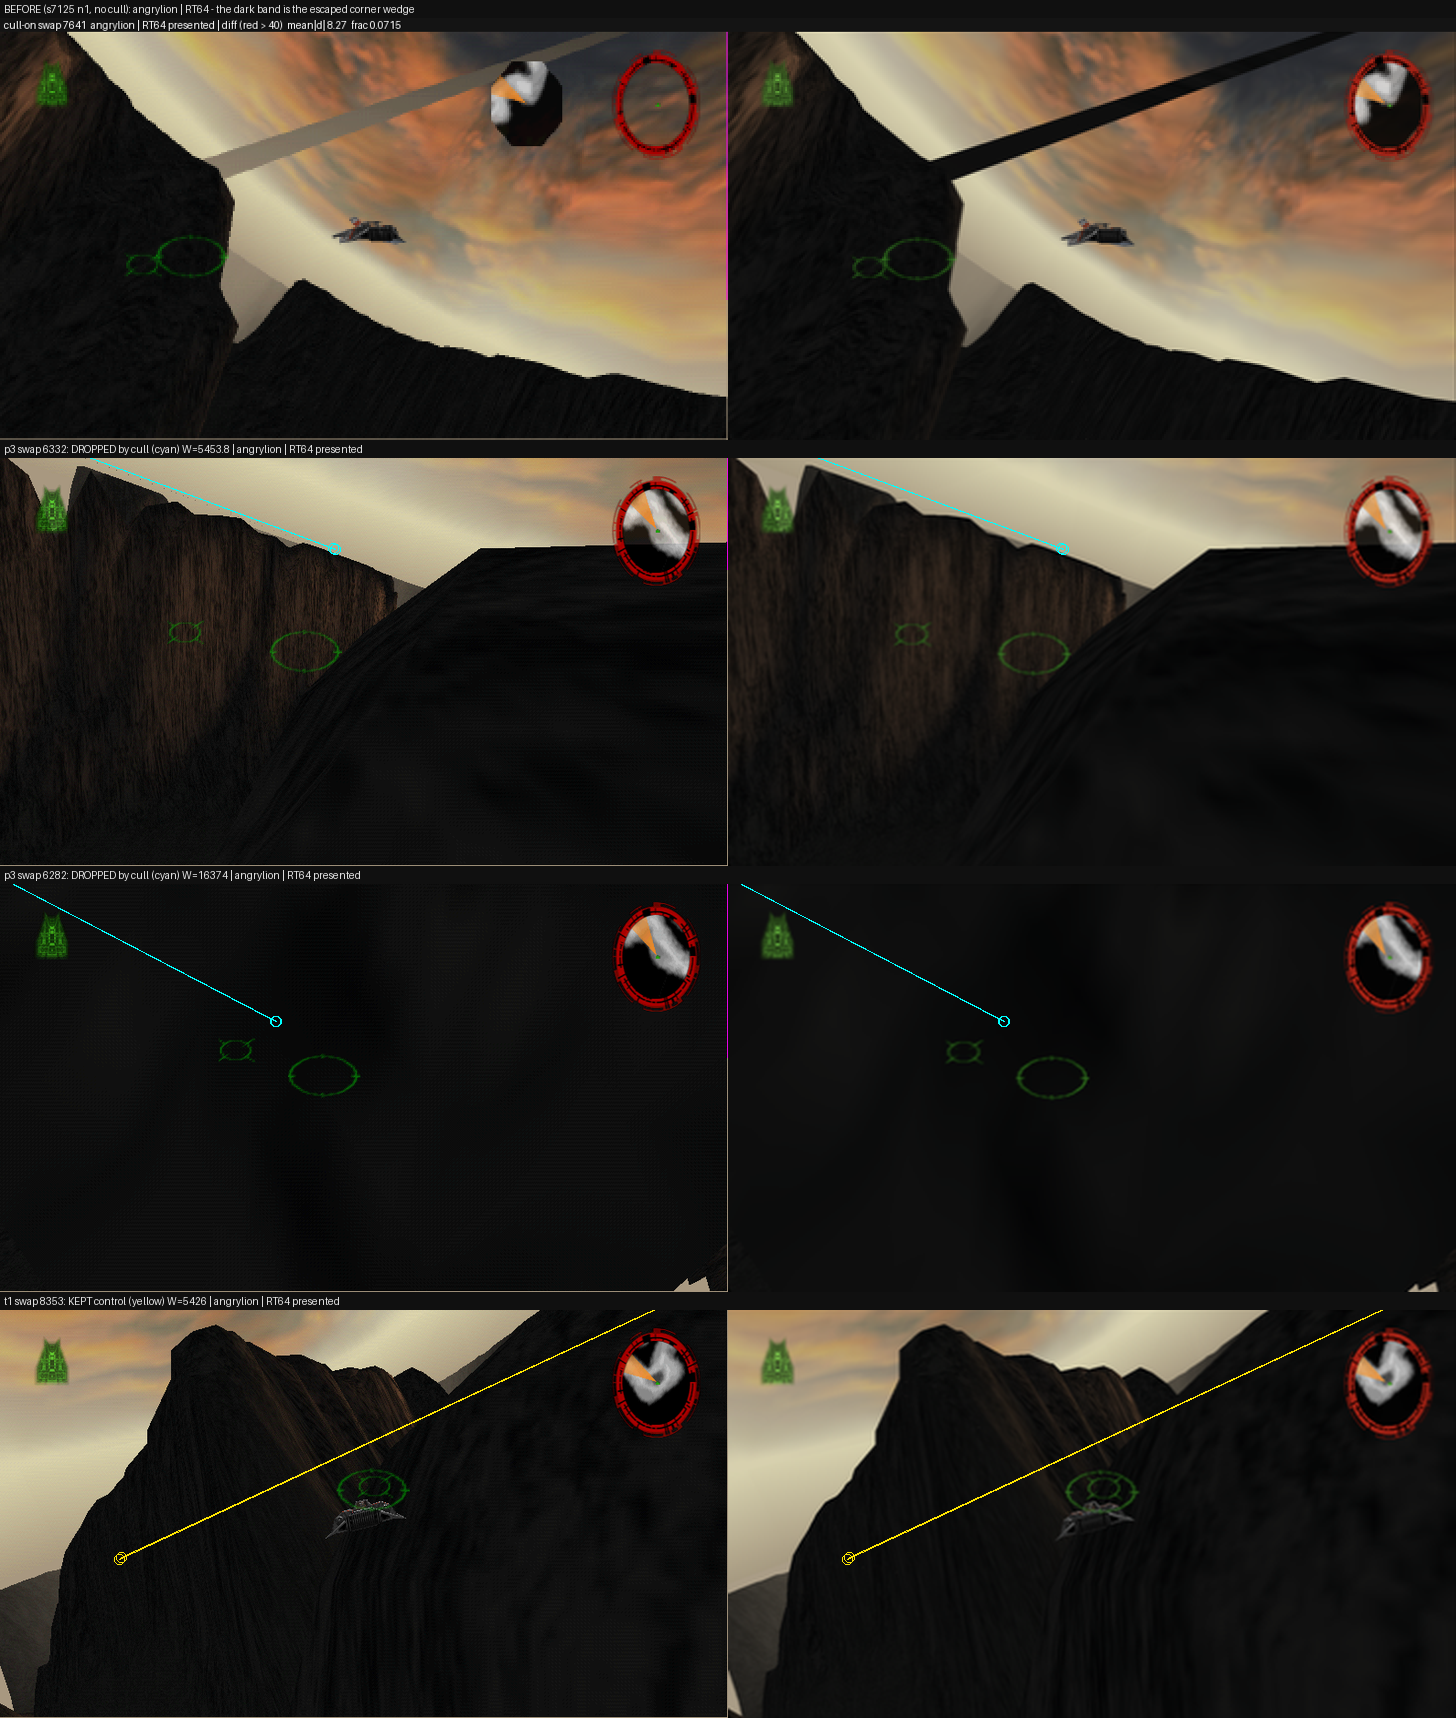 BEFORE (s7125 n1, no cull): angrylion | RT64 - the dark band is the escaped corner wedge
cull-on swap 7641 angrylion | RT64 presented | diff (red > 40) mean|d| 8.27 frac 0.0715
p3 swap 6332: DROPPED by cull (cyan) W=5453.8 | angrylion | RT64 presented
p3 swap 6282: DROPPED by cull (cyan) W=16374 | angrylion | RT64 presented
t1 swap 8353: KEPT control (yellow) W=5426 | angrylion | RT64 presented